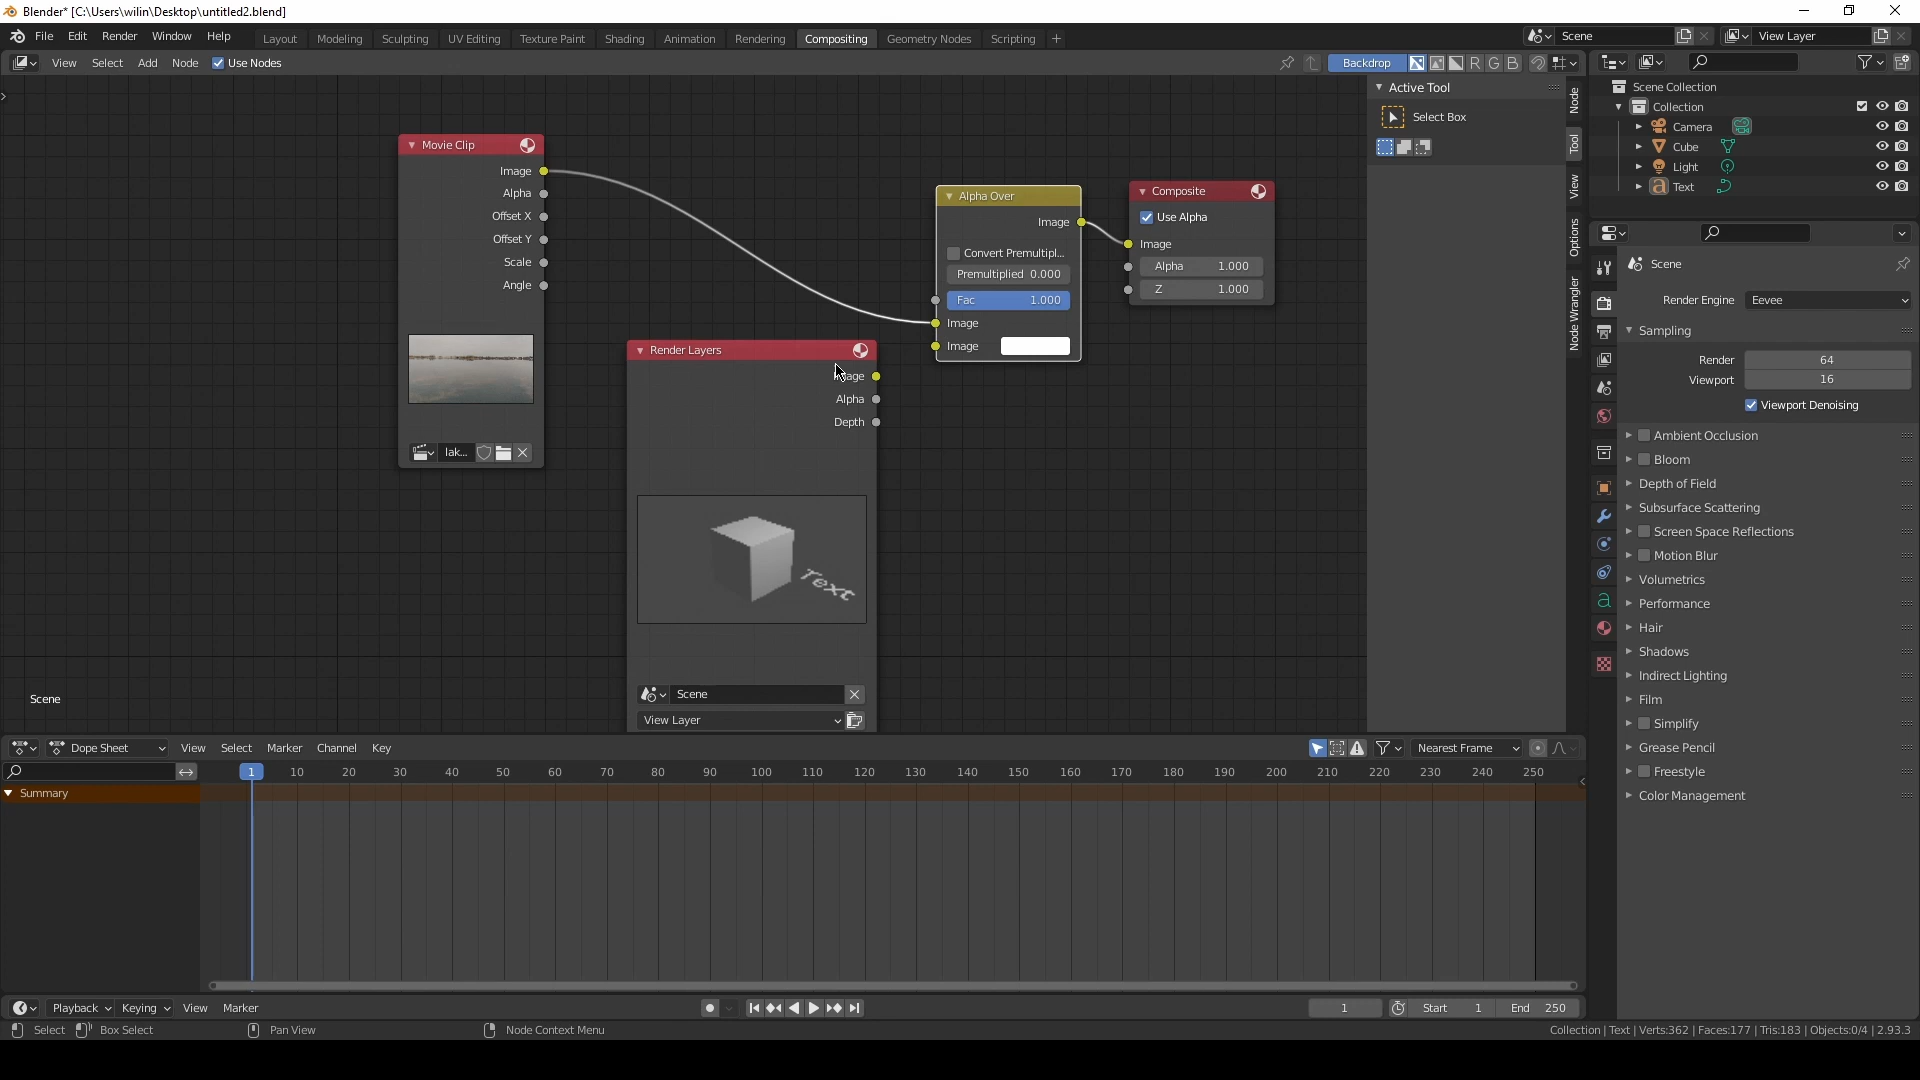 Blender* [C:\Users\wilin\Desktop\untitled2.blend]
File Edit Render Window Help
Layout Modeling Sculpting UV Editing Texture Paint Shading Animation Rendering Compositing Geometry Nodes Scripting +
Scene
View Layer
View Select Add Node Use Nodes
Backdrop R G B
Movie Clip
Image
Alpha
Offset X
Offset Y
Scale
Angle
lak...
Render Layers
Image
Alpha
Depth
Text
Scene
View Layer
Alpha Over
Image
Convert Premultipl...
Premultiplied 0.000
Fac 1.000
Image
Image
Composite
Use Alpha
Image
Alpha 1.000
Z 1.000
Scene
Active Tool
Select Box
Node
Tool
View
Options
Node Wrangler
Scene Collection
Collection
Camera
Cube
Light
Text
Scene
Render Engine Eevee
Sampling
Render 64
Viewport 16
Viewport Denoising
Ambient Occlusion
Bloom
Depth of Field
Subsurface Scattering
Screen Space Reflections
Motion Blur
Volumetrics
Performance
Hair
Shadows
Indirect Lighting
Film
Simplify
Grease Pencil
Freestyle
Color Management
Dope Sheet View Select Marker Channel Key
Nearest Frame
1 10 20 30 40 50 60 70 80 90 100 110 120 130 140 150 160 170 180 190 200 210 220 230 240 250
Summary
Playback Keying View Marker
1 Start 1 End 250
Select Box Select Pan View Node Context Menu
Collection | Text | Verts:362 | Faces:177 | Tris:183 | Objects:0/4 | 2.93.3